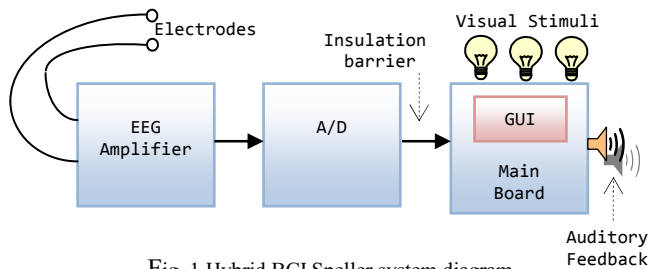 Visual Stimuli
Electrodes
Insulation
barrier
EEG
Amplifier
A/D
GUI
Main
Board
Auditory
Feedback
Fig. 1 Hybrid BCI Speller system diagram